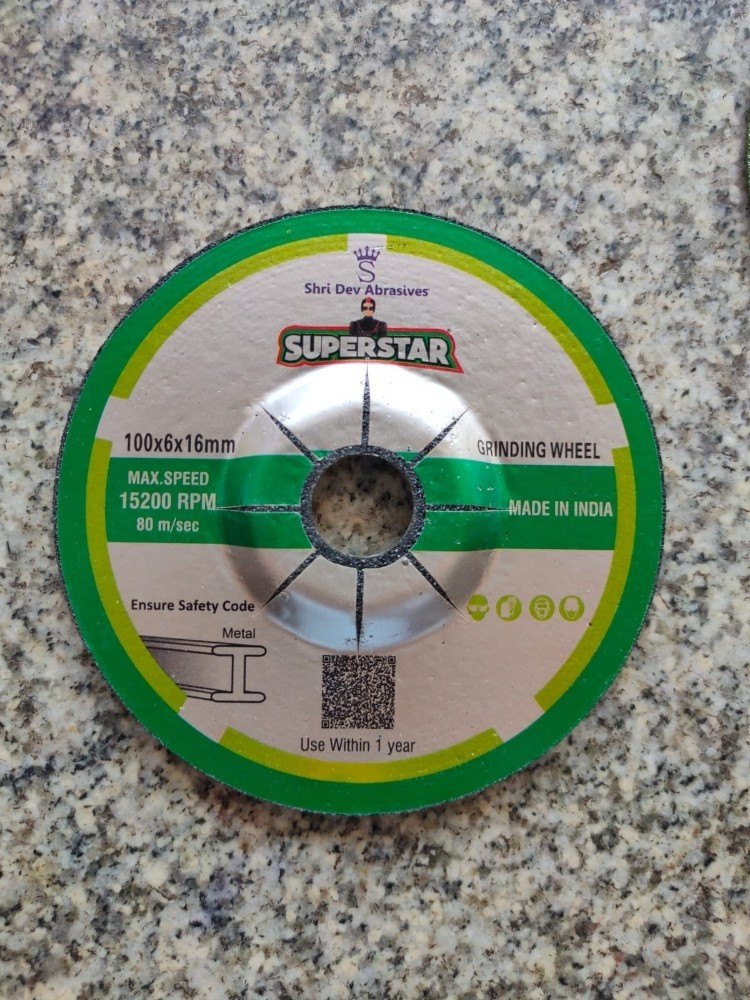 S
Shri Dev Abrasives
SUPERSTAR
100x6x16mm
MAX.SPEED
15200 RPM
80 m/sec
GRINDING WHEEL
MADE IN INDIA
Ensure Safety Code
Metal
Use Within 1 year